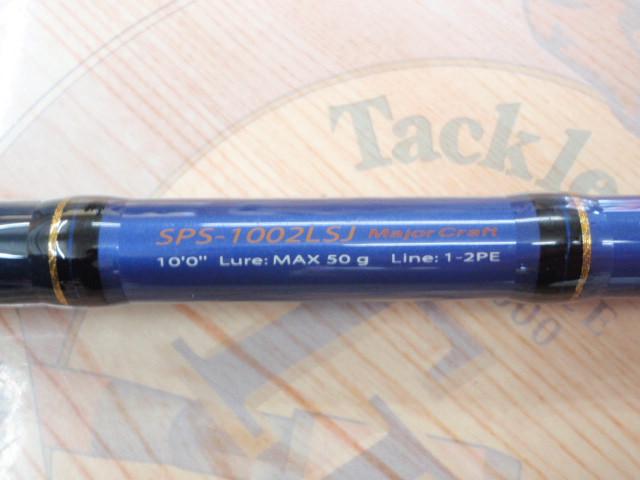 Tackle
SPS-1002LSJ Major Craft
10'0" Lure: MAX 50 g Line: 1-2PE